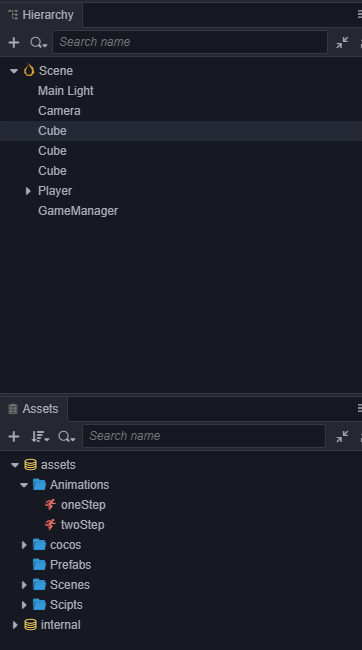 Hierarchy
Search name
Scene
Main Light
Camera
Cube
Cube
Cube
Player
GameManager
Assets
Search name
assets
Animations
oneStep
twoStep
cocos
Prefabs
Scenes
Scipts
internal